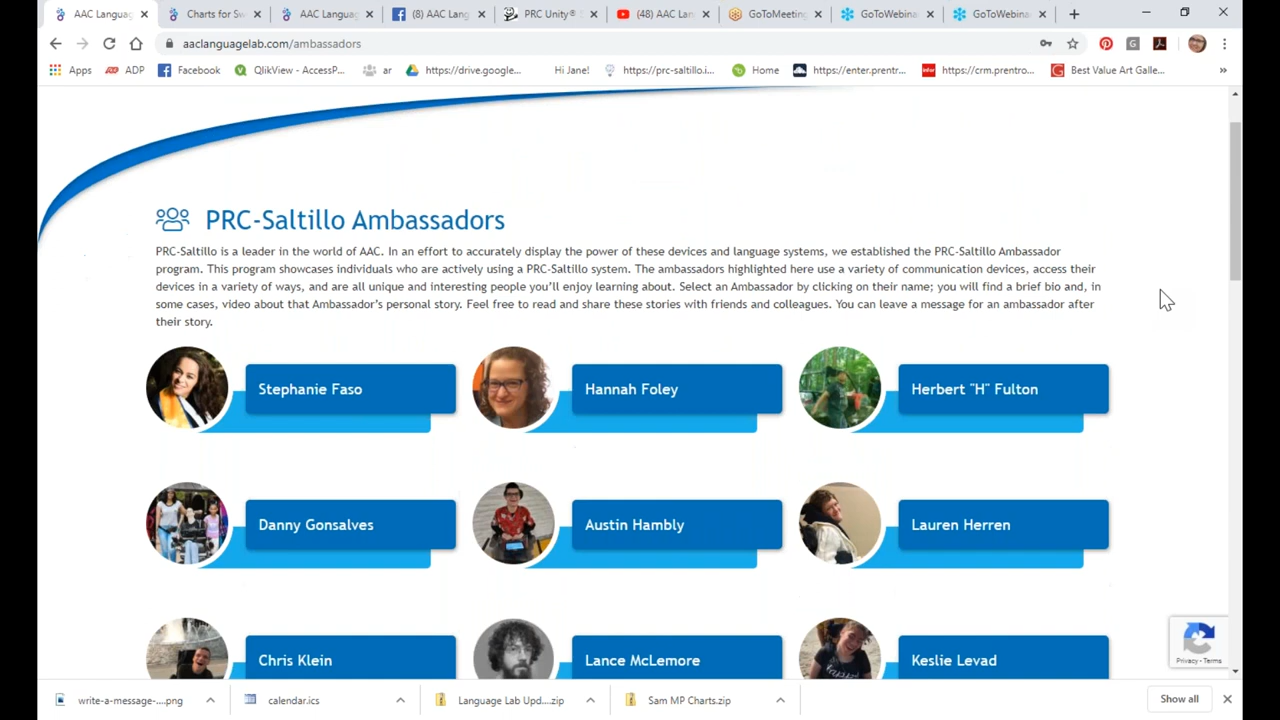 AAC Languag
Charts for Sw
AAC Languag
(8) AAC Lang
PRC Unity®
(48) AAC Lan
GoToMeeting
GoToWebina
GoToWebina
aaclanguagelab.com/ambassadors
Apps
ADP
Facebook
QlikView - AccessP...
ar
https://drive.google...
Hi Jane!
https://prc-saltillo.i...
Home
https://enter.prentr...
https://crm.prentro...
Best Value Art Galle...
»
PRC-Saltillo Ambassadors
PRC-Saltillo is a leader in the world of AAC. In an effort to accurately display the power of these devices and language systems, we established the PRC-Saltillo Ambassador
program. This program showcases individuals who are actively using a PRC-Saltillo system. The ambassadors highlighted here use a variety of communication devices, access their
devices in a variety of ways, and are all unique and interesting people you'll enjoy learning about. Select an Ambassador by clicking on their name; you will find a brief bio and, in
some cases, video about that Ambassador's personal story. Feel free to read and share these stories with friends and colleagues. You can leave a message for an ambassador after
their story.
Stephanie Faso
Hannah Foley
Herbert "H" Fulton
Danny Gonsalves
Austin Hambly
Lauren Herren
Chris Klein
Lance McLemore
Keslie Levad
Privacy - Terms
write-a-message-....png
calendar.ics
Language Lab Upd....zip
Sam MP Charts.zip
Show all